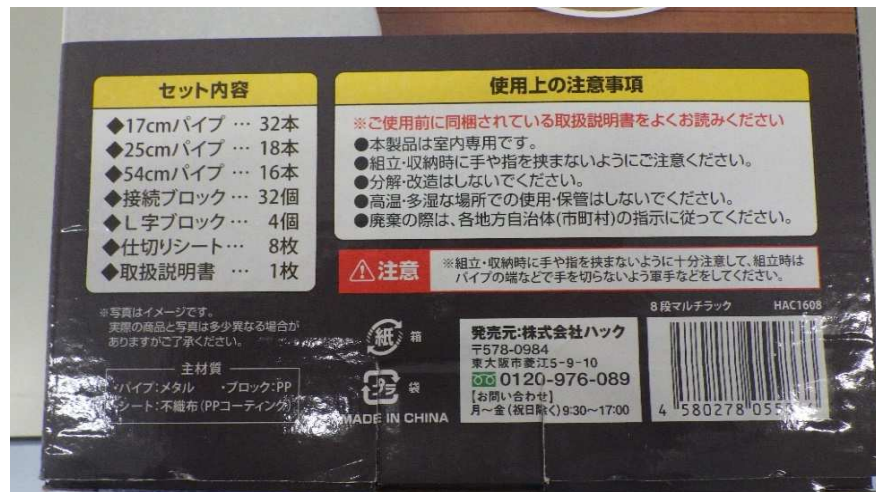 セット内容
◆17cmパイプ … 32本
◆25cmパイプ … 18本
◆54cmパイプ … 16本
◆接続ブロック … 32個
◆L字ブロック … 4個
◆仕切りシート… 8枚
◆取扱説明書 … 1枚
※写真はイメージです。
実際の商品と写真は多少異なる場合が
ありますがご了承ください。
主材質
・パイプ:メタル ・ブロック:PP
・シート:不織布(PPコーティング)
使用上の注意事項
※ご使用前に同梱されている取扱説明書をよくお読みください
●本製品は室内専用です。
●組立・収納時に手や指を挟まないようにご注意ください。
●分解・改造はしないでください。
●高温・多湿な場所での使用・保管はしないでください。
●廃棄の際は、各地方自治体(市町村)の指示に従ってください。
注意
※組立・収納時に手や指を挟まないように十分注意して、組立時は
パイプの端などで手を切らないよう軍手などをしてください。
紙 箱
プラ 袋
MADE IN CHINA
発売元:株式会社ハック
〒578-0984
東大阪市菱江5-9-10
0120-976-089
【お問い合わせ】
月〜金(祝日除く)9:30〜17:00
8段マルチラック HAC1608
4 580278 055